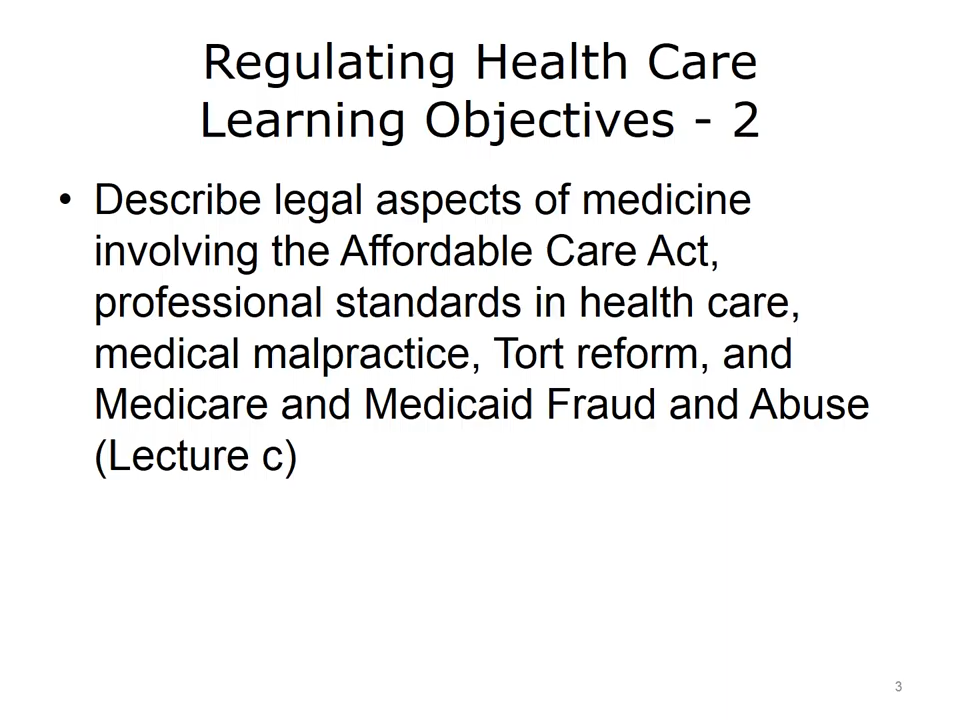 Regulating Health Care
Learning Objectives - 2
• Describe legal aspects of medicine
involving the Affordable Care Act,
professional standards in health care,
medical malpractice, Tort reform, and
Medicare and Medicaid Fraud and Abuse
(Lecture c)
3